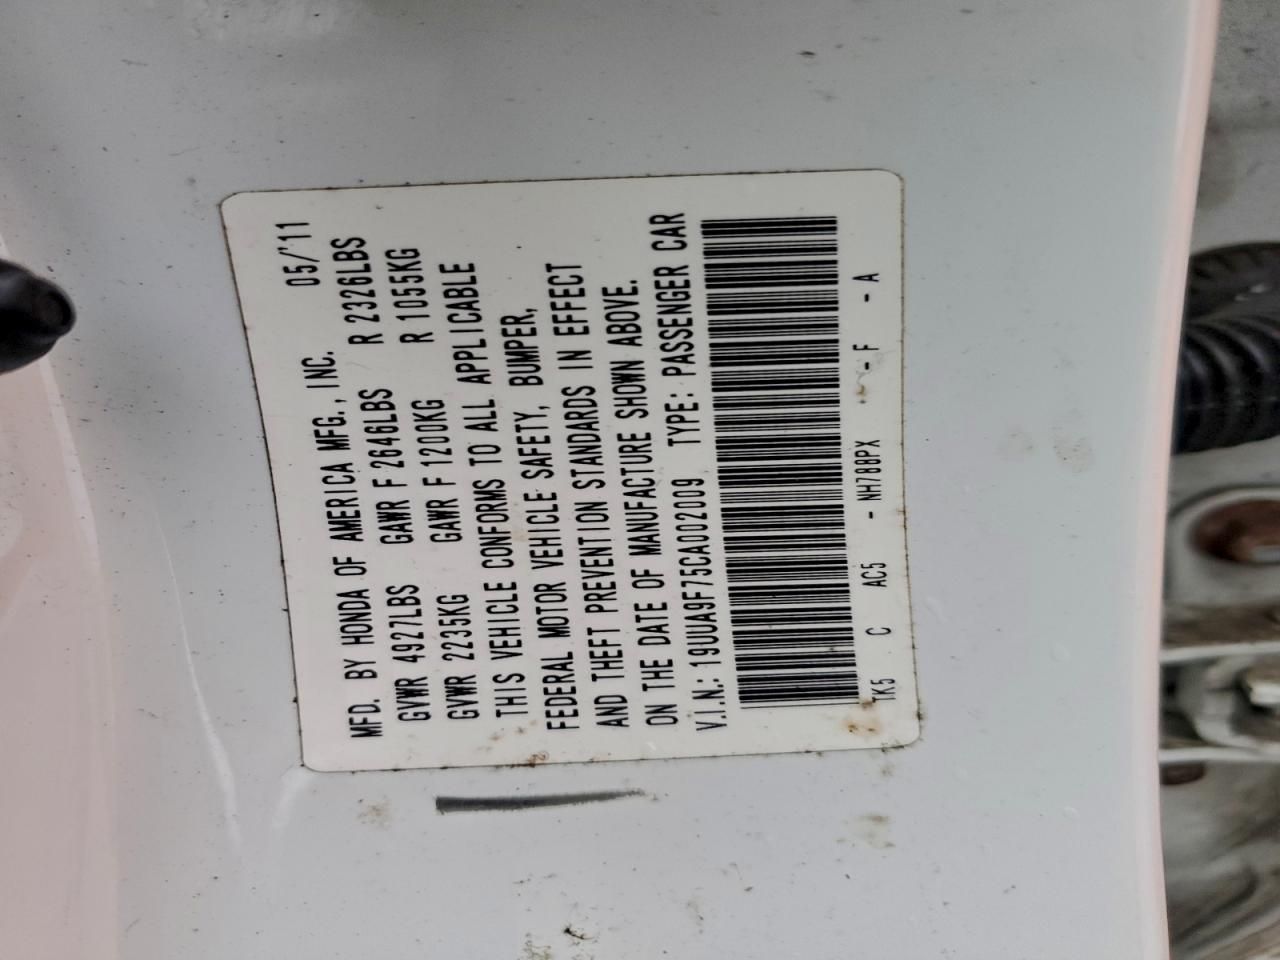 MFD. BY HONDA OF AMERICA MFG., INC. 05/'11
GVWR 4927LBS GAWR F 2646LBS R 2326LBS
GVWR 2235KG GAWR F 1200KG R 1055KG
THIS VEHICLE CONFORMS TO ALL APPLICABLE
FEDERAL MOTOR VEHICLE SAFETY, BUMPER,
AND THEFT PREVENTION STANDARDS IN EFFECT
ON THE DATE OF MANUFACTURE SHOWN ABOVE.
V.I.N.: 19UUA9F75CA002009 TYPE: PASSENGER CAR
TK5 C AC5 - NH788PX - F - A